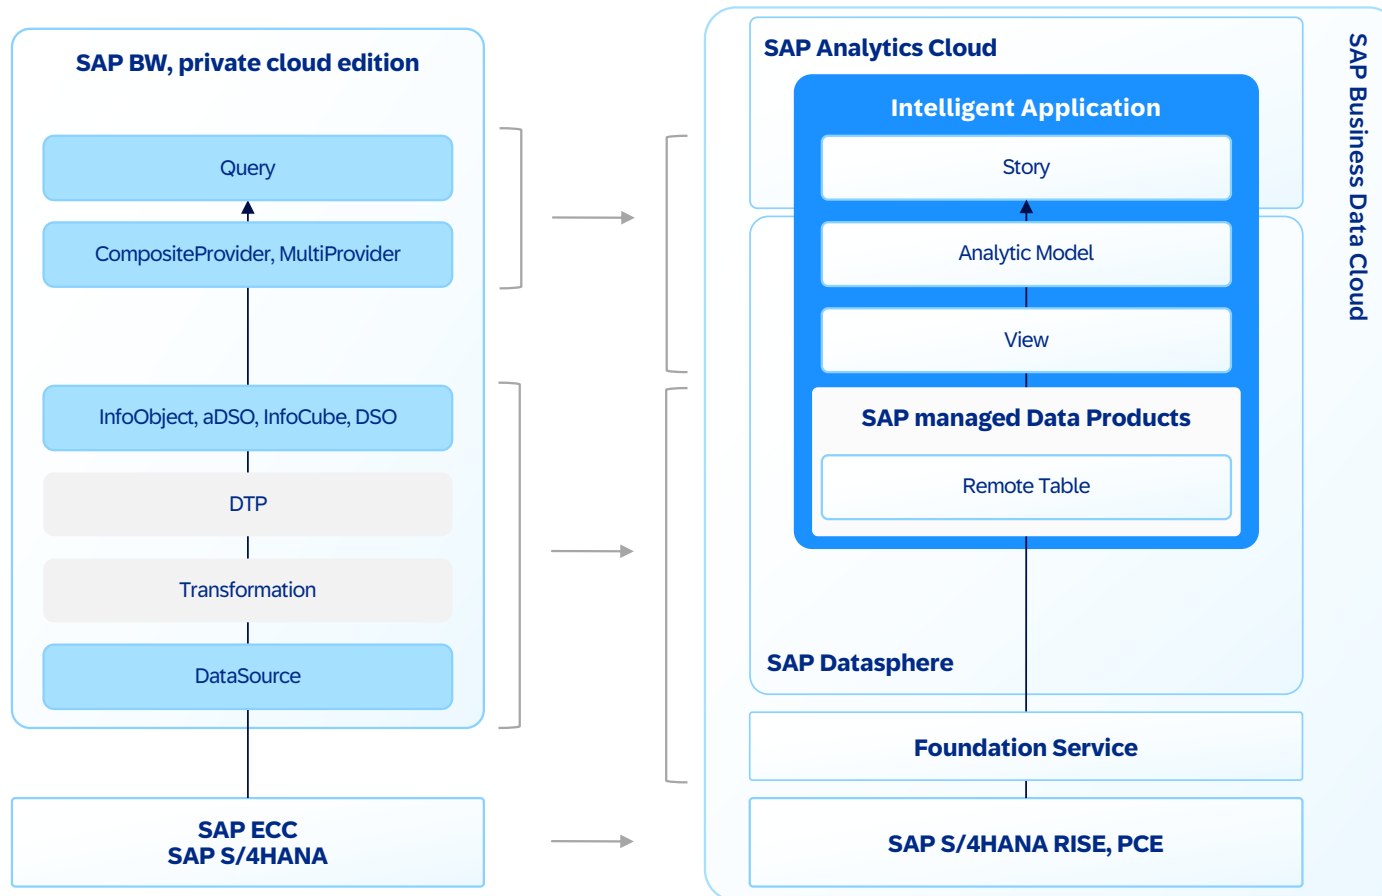 SAP BW, private cloud edition
Query
CompositeProvider, MultiProvider
InfoObject, aDSO, InfoCube, DSO
DTP
Transformation
DataSource
SAP ECC
SAP S/4HANA
SAP Analytics Cloud
Intelligent Application
Story
Analytic Model
View
SAP managed Data Products
Remote Table
SAP Datasphere
Foundation Service
SAP S/4HANA RISE, PCE
SAP Business Data Cloud